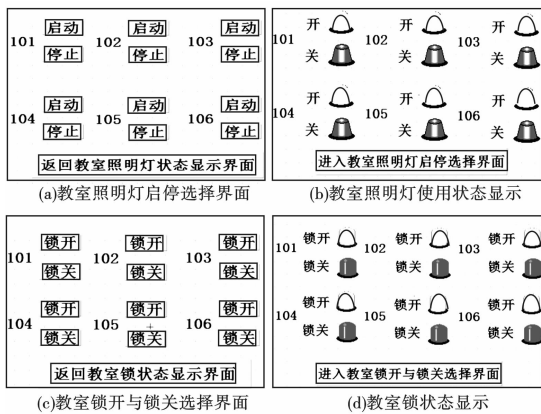 101 启动 102 启动 103 启动
停止 停止 停止
104 启动 105 启动 106 启动
停止 停止 停止
返回教室照明灯状态显示界面
(a)教室照明灯启停选择界面
101 开 102 开 103 开
关 关 关
104 开 105 开 106 开
关 关 关
进入教室照明灯启停选择界面
(b)教室照明灯使用状态显示
101 锁开 102 锁开 103 锁开
锁关 锁关 锁关
104 锁开 105 锁开 106 锁开
锁关 锁关 锁关
返回教室锁状态显示界面
(c)教室锁开与锁关选择界面
101 锁开 102 锁开 103 锁开
锁关 锁关 锁关
104 锁开 105 锁开 106 锁开
锁关 锁关 锁关
进入教室锁开与锁关选择界面
(d)教室锁状态显示